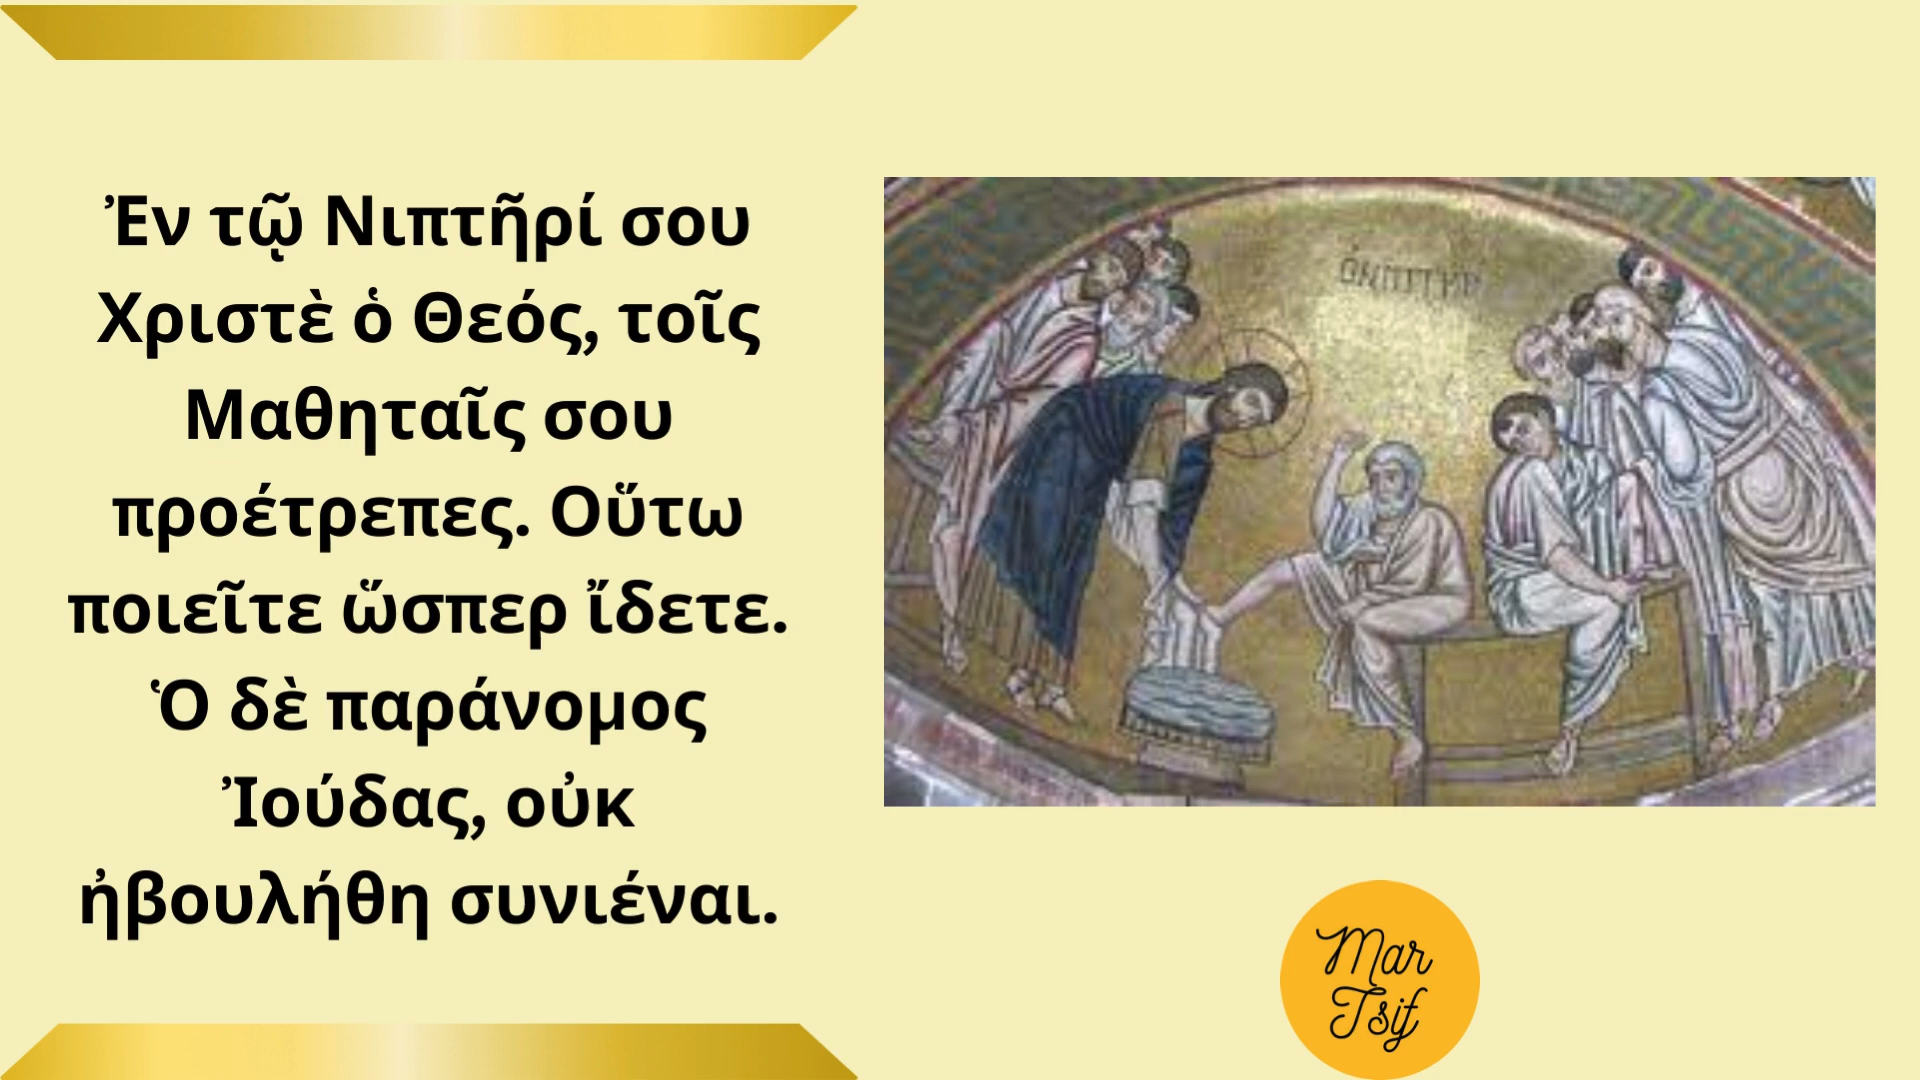 Ἐν τῷ Νιπτῆρί σου
Χριστὲ ὁ Θεός, τοῖς
Μαθηταῖς σου
προέτρεπες. Οὕτω
ποιεῖτε ὥσπερ ἴδετε.
Ὁ δὲ παράνομος
Ἰούδας, οὐκ
ἠβουλήθη συνιέναι.
Mar
Tsif